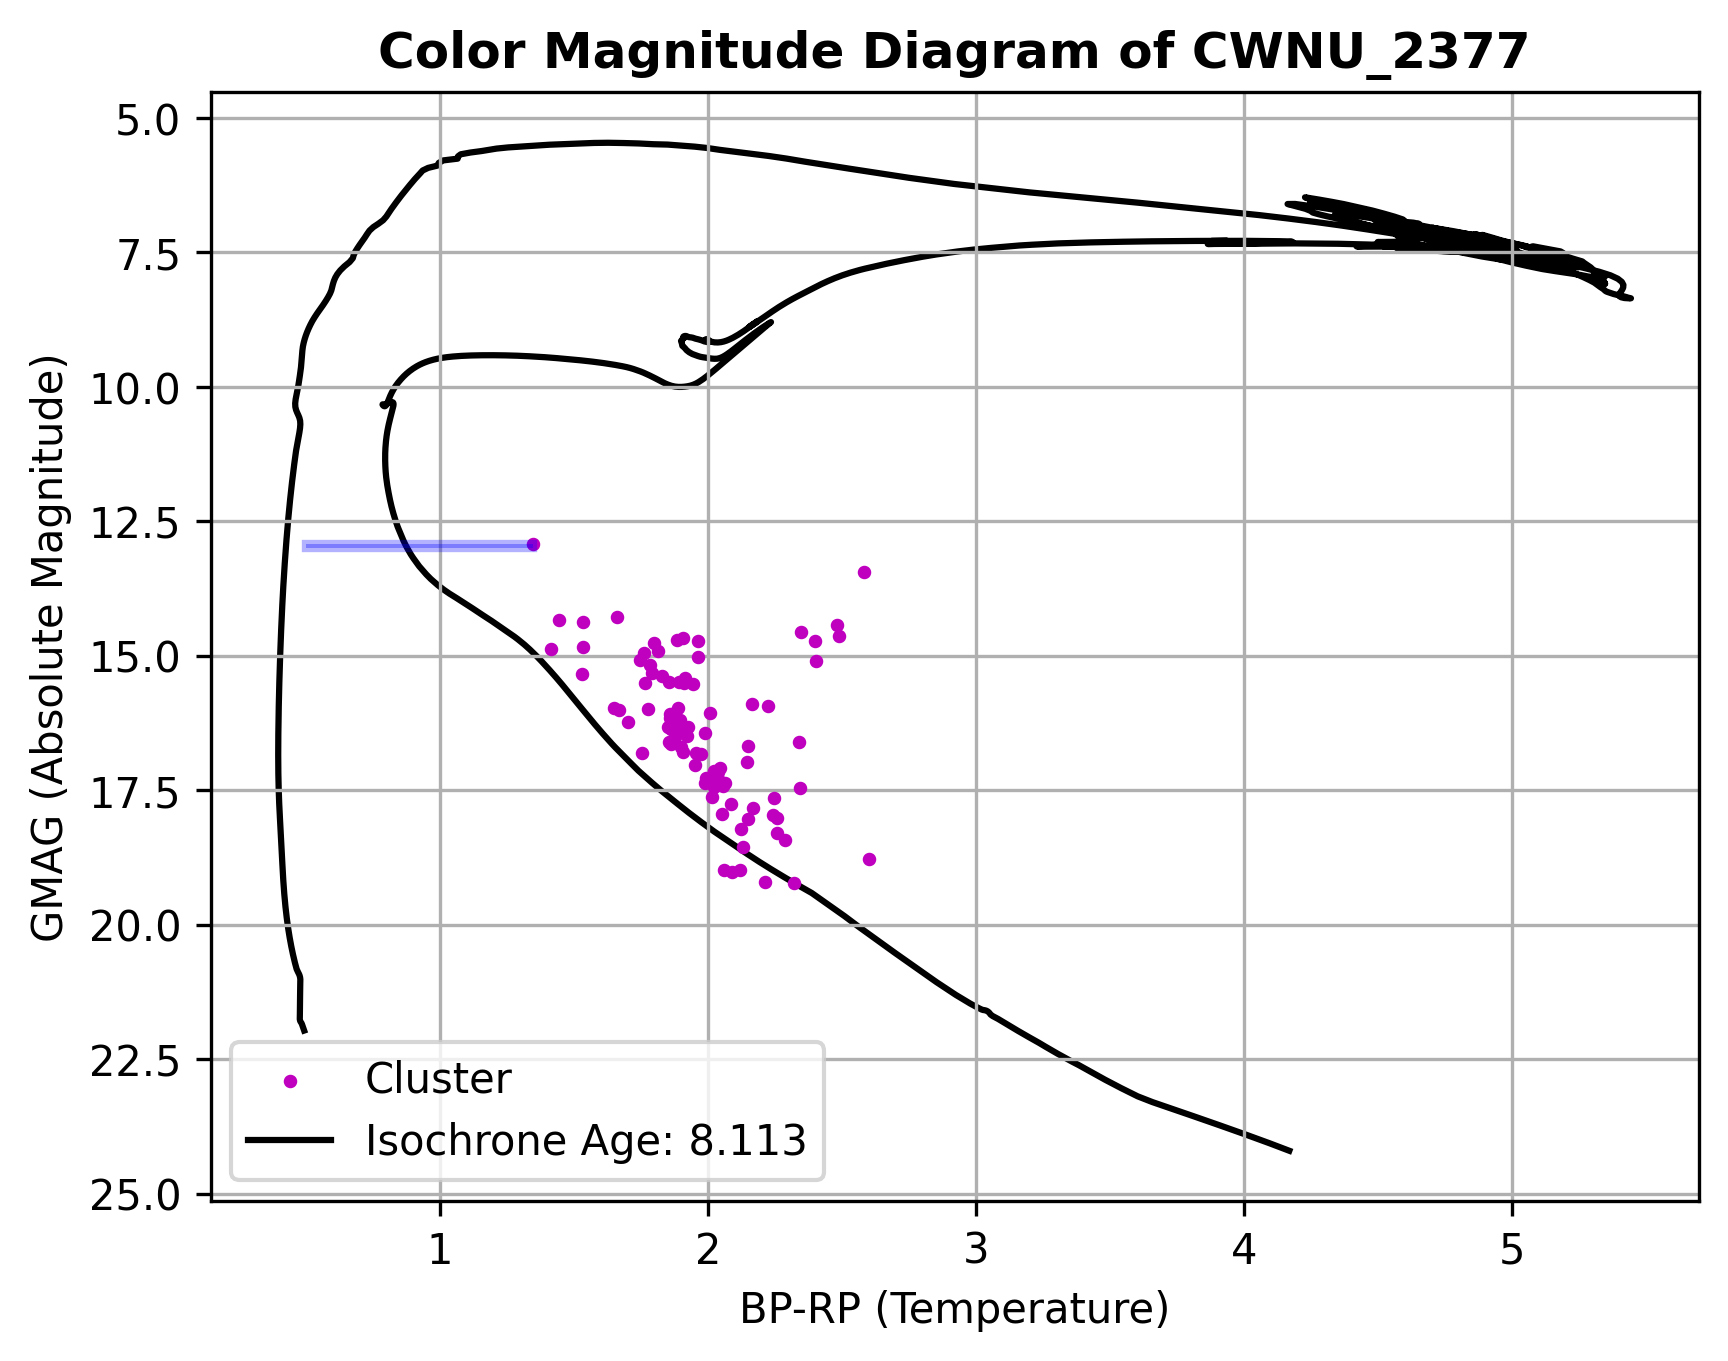 Color Magnitude Diagram of CWNU_2377
GMAG (Absolute Magnitude)
5.0
7.5
10.0
12.5
15.0
17.5
20.0
22.5
25.0
Cluster
Isochrone Age: 8.113
1 2 3 4 5
BP-RP (Temperature)